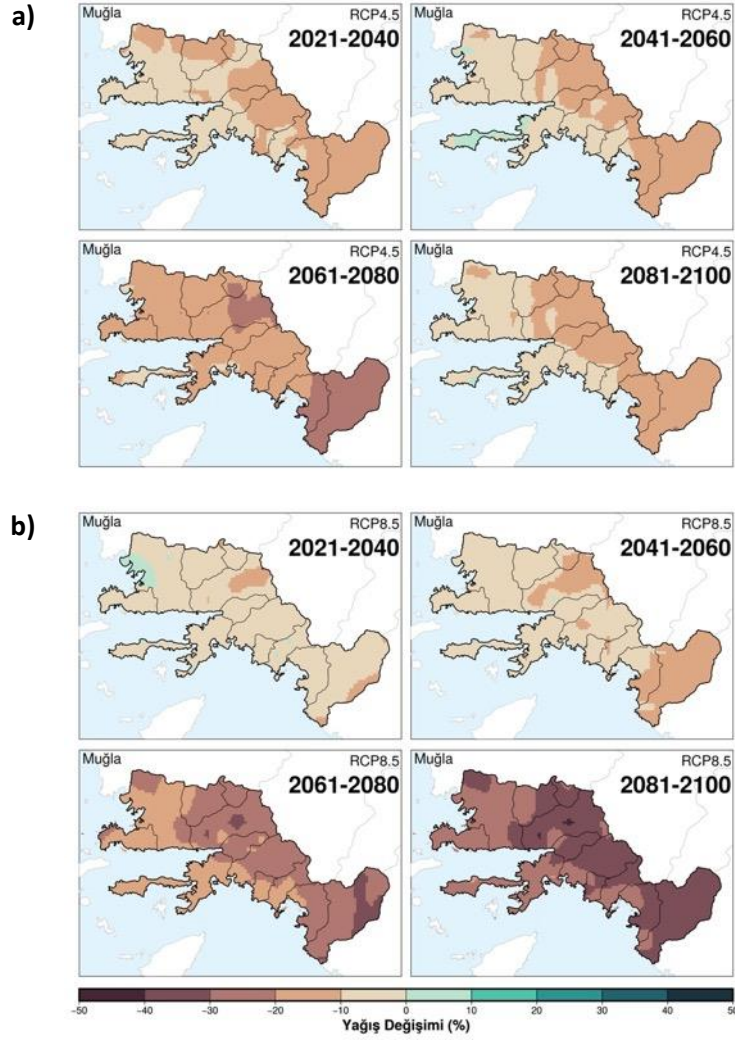 a)
Muğla
RCP4.5
2021-2040
Muğla
RCP4.5
2041-2060
Muğla
RCP4.5
2061-2080
Muğla
RCP4.5
2081-2100
b)
Muğla
RCP8.5
2021-2040
Muğla
RCP8.5
2041-2060
Muğla
RCP8.5
2061-2080
Muğla
RCP8.5
2081-2100
-50 -40 -30 -20 -10 0 10 20 30 40 50
Yağış Değişimi (%)